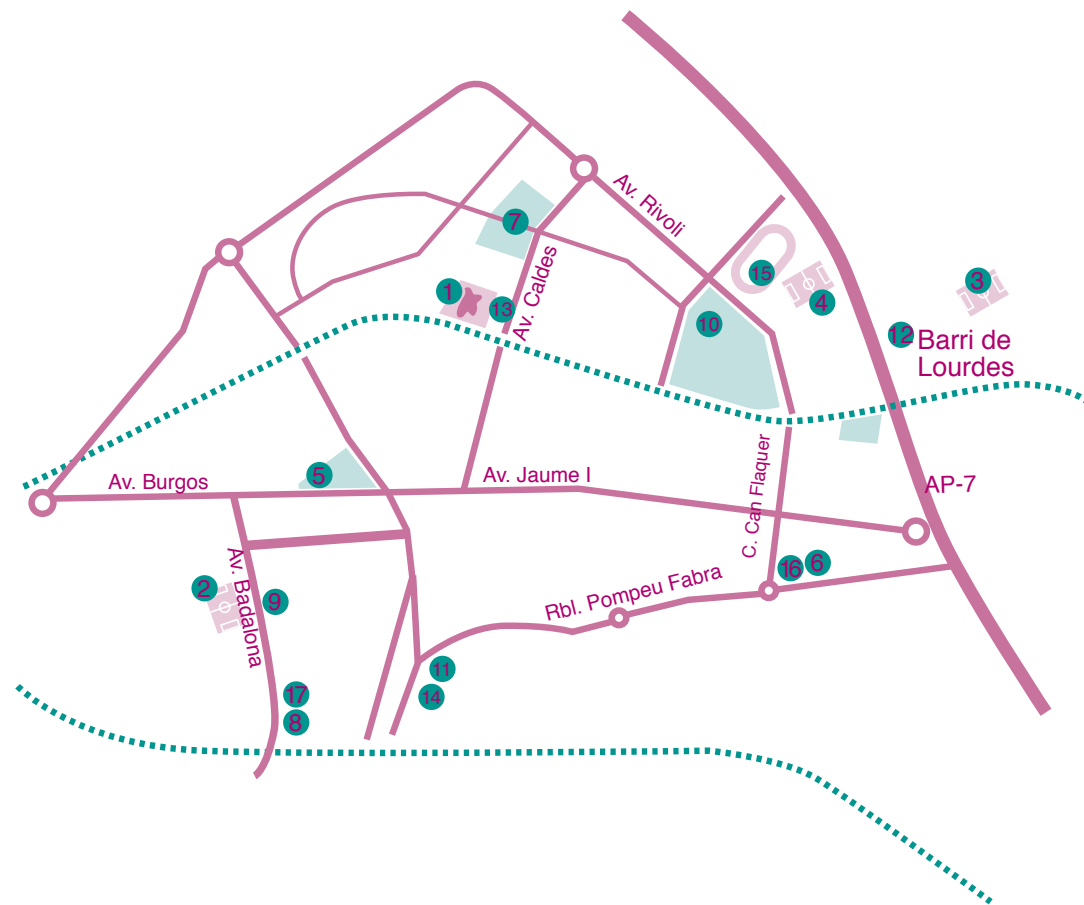 Av. Rivoli
7
15
3
4
1
13
Av. Caldes
10
12
Barri de
Lourdes
5
Av. Burgos
Av. Jaume I
AP-7
C. Can Flaquer
Av. Badalona
2
9
16
6
Rbl. Pompeu Fabra
11
14
17
8